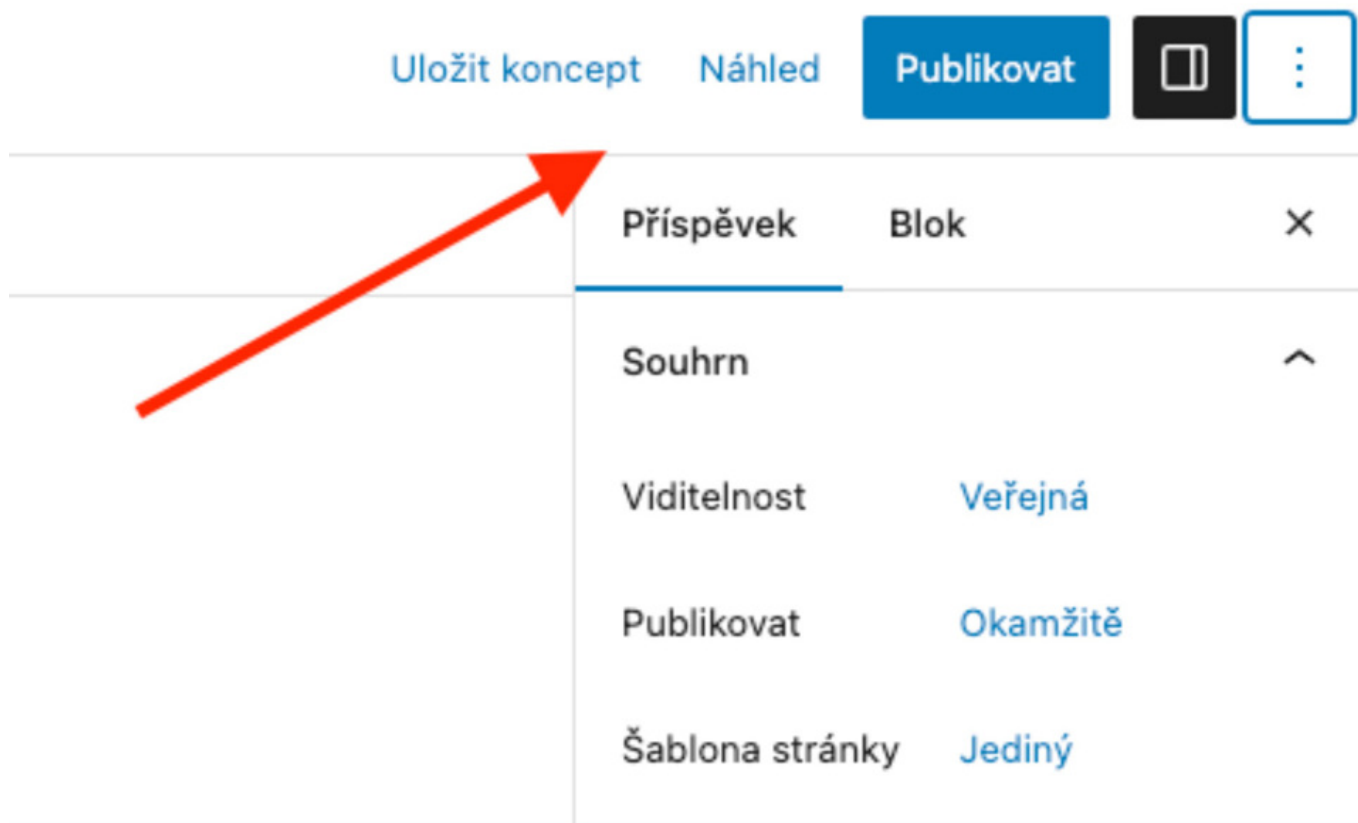 Uložit koncept Náhled Publikovat
Příspěvek Blok
Souhrn
Viditelnost Veřejná
Publikovat Okamžitě
Šablona stránky Jediný